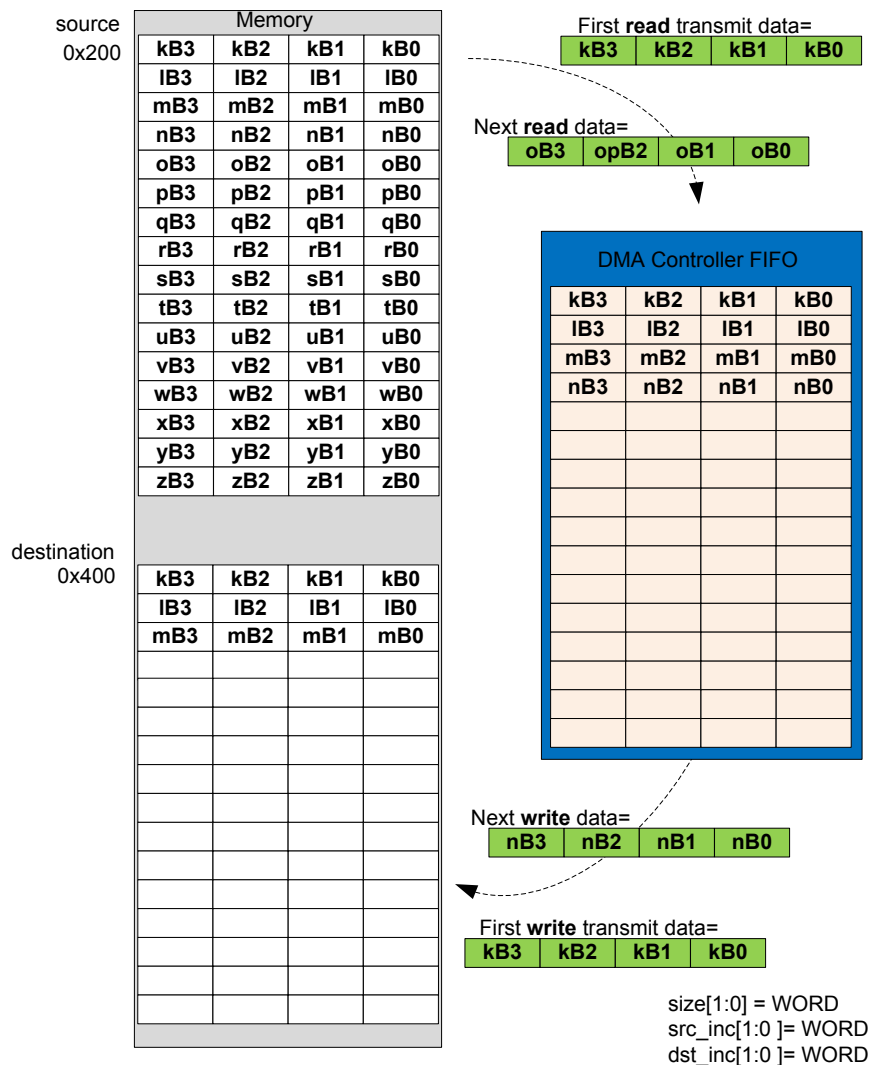 source
0x200
Memory
kB3 kB2 kB1 kB0
lB3 lB2 lB1 lB0
mB3 mB2 mB1 mB0
nB3 nB2 nB1 nB0
oB3 oB2 oB1 oB0
pB3 pB2 pB1 pB0
qB3 qB2 qB1 qB0
rB3 rB2 rB1 rB0
sB3 sB2 sB1 sB0
tB3 tB2 tB1 tB0
uB3 uB2 uB1 uB0
vB3 vB2 vB1 vB0
wB3 wB2 wB1 wB0
xB3 xB2 xB1 xB0
yB3 yB2 yB1 yB0
zB3 zB2 zB1 zB0
destination
0x400
kB3 kB2 kB1 kB0
lB3 lB2 lB1 lB0
mB3 mB2 mB1 mB0
First read transmit data=
kB3 kB2 kB1 kB0
Next read data=
oB3 opB2 oB1 oB0
DMA Controller FIFO
kB3 kB2 kB1 kB0
lB3 lB2 lB1 lB0
mB3 mB2 mB1 mB0
nB3 nB2 nB1 nB0
Next write data=
nB3 nB2 nB1 nB0
First write transmit data=
kB3 kB2 kB1 kB0
size[1:0] = WORD
src_inc[1:0 ]= WORD
dst_inc[1:0 ]= WORD